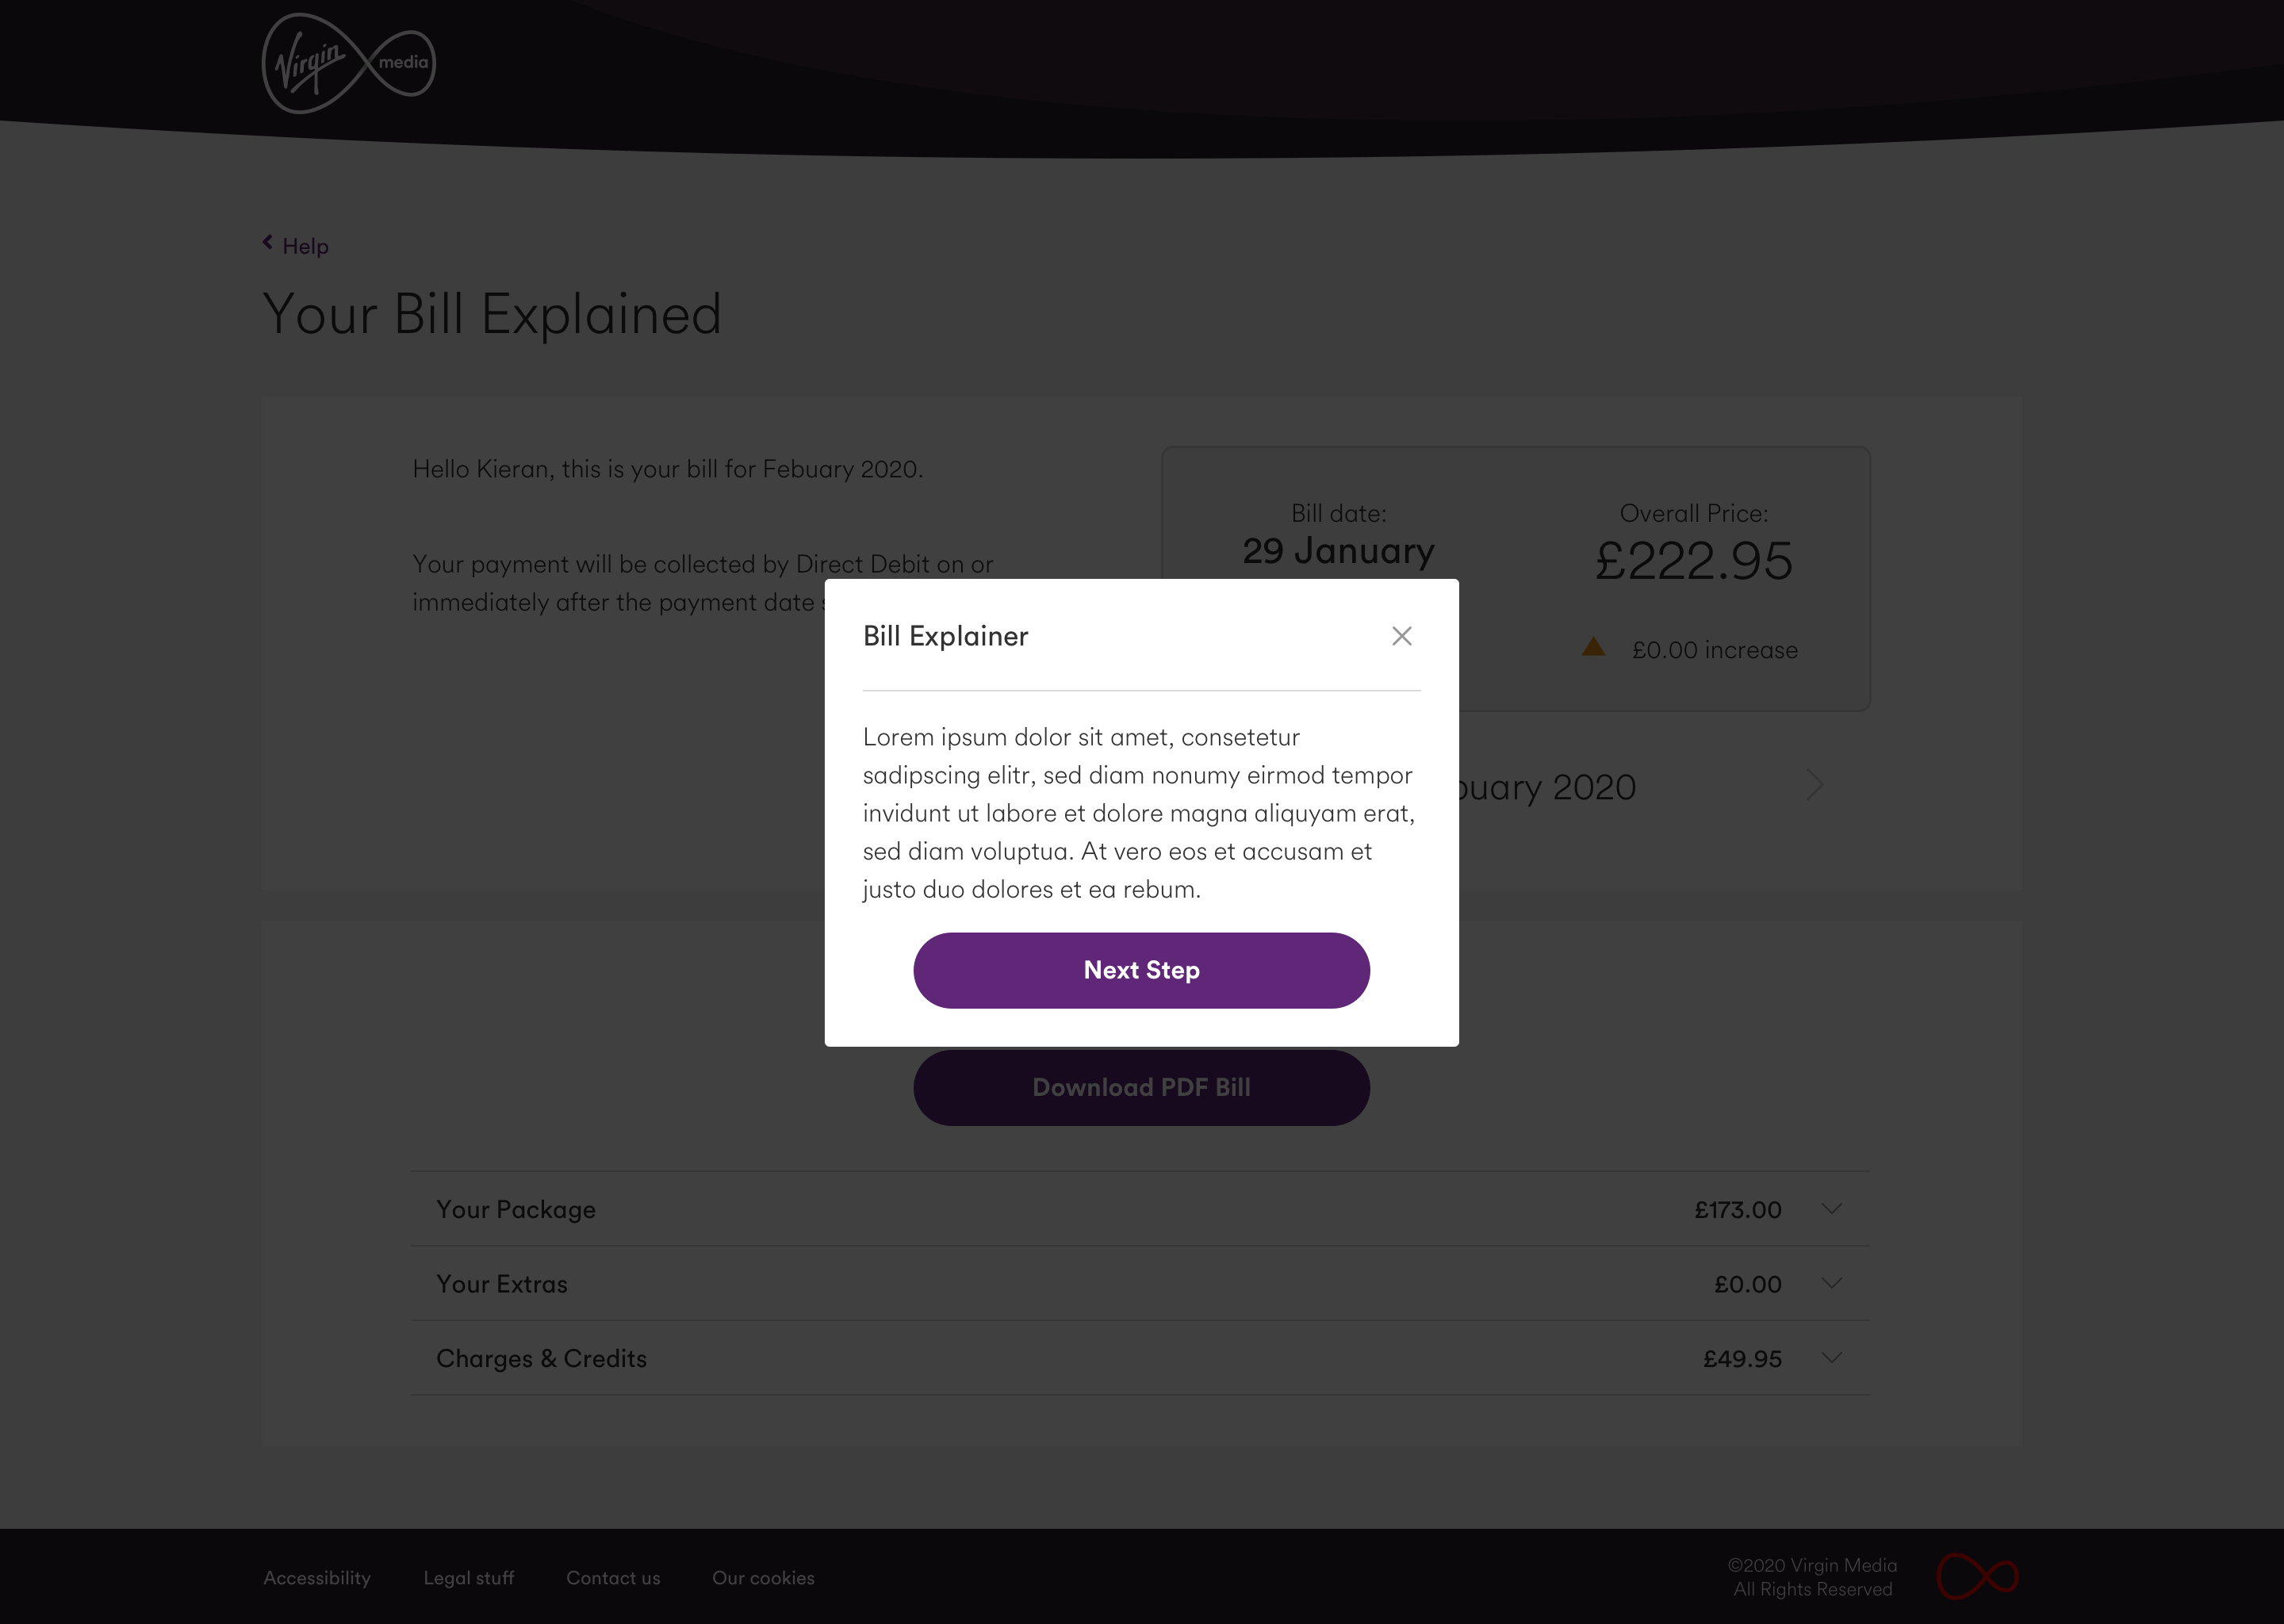 Virgin media
Help
Your Bill Explained
Hello Kieran, this is your bill for Febuary 2020.
Your payment will be collected by Direct Debit on or
immediately after the payment date
Bill date:
29 January
Overall Price:
£222.95
£0.00 increase
Bill Explainer
Lorem ipsum dolor sit amet, consetetur
sadipscing elitr, sed diam nonumy eirmod tempor
invidunt ut labore et dolore magna aliquyam erat,
sed diam voluptua. At vero eos et accusam et
justo duo dolores et ea rebum.
Next Step
2020
Download PDF Bill
Your Package £173.00
Your Extras £0.00
Charges & Credits £49.95
Accessibility Legal stuff Contact us Our cookies
©2020 Virgin Media
All Rights Reserved